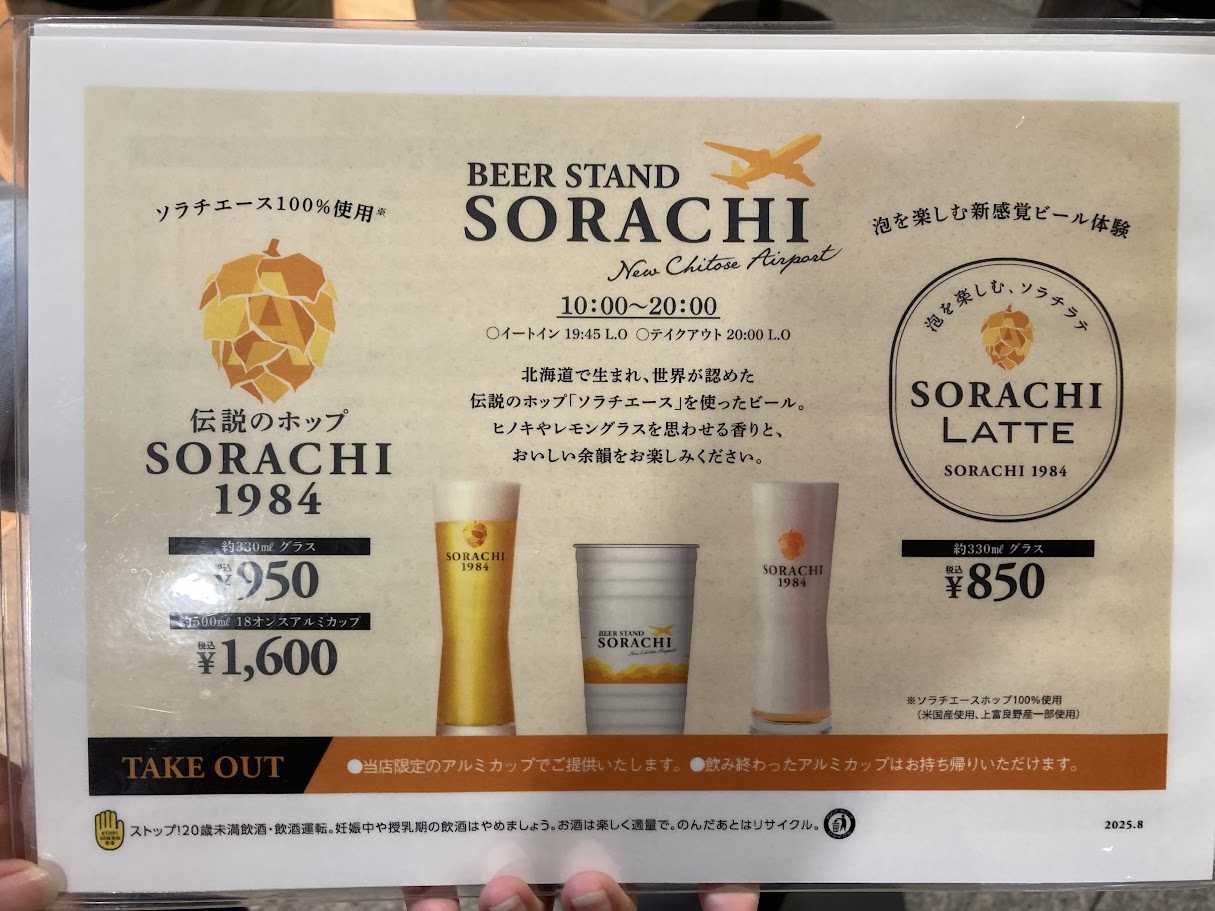 BEER STAND
SORACHI
New Chitose Airport
10:00〜20:00
○イートイン 19:45 L.O ○テイクアウト 20:00 L.O
北海道で生まれ、世界が認めた
伝説のホップ「ソラチエース」を使ったビール。
ヒノキやレモングラスを思わせる香りと、
おいしい余韻をお楽しみください。
ソラチエース100%使用※
伝説のホップ
SORACHI
1984
約330㎖ グラス
税込
¥950
約500㎖ 18オンスアルミカップ
税込
¥1,600
SORACHI
1984
BEER STAND
SORACHI
New Chitose Airport
SORACHI
1984
泡を楽しむ新感覚ビール体験
泡を楽しむ、ソラチラテ
SORACHI
LATTE
SORACHI 1984
約330㎖ グラス
税込
¥850
※ソラチエースホップ100%使用
（米国産使用、上富良野産一部使用）
TAKE OUT
●当店限定のアルミカップでご提供いたします。●飲み終わったアルミカップはお持ち帰りいただけます。
ストップ!20歳未満飲酒・飲酒運転。妊娠中や授乳期の飲酒はやめましょう。お酒は楽しく適量で。のんだあとはリサイクル。
2025.8